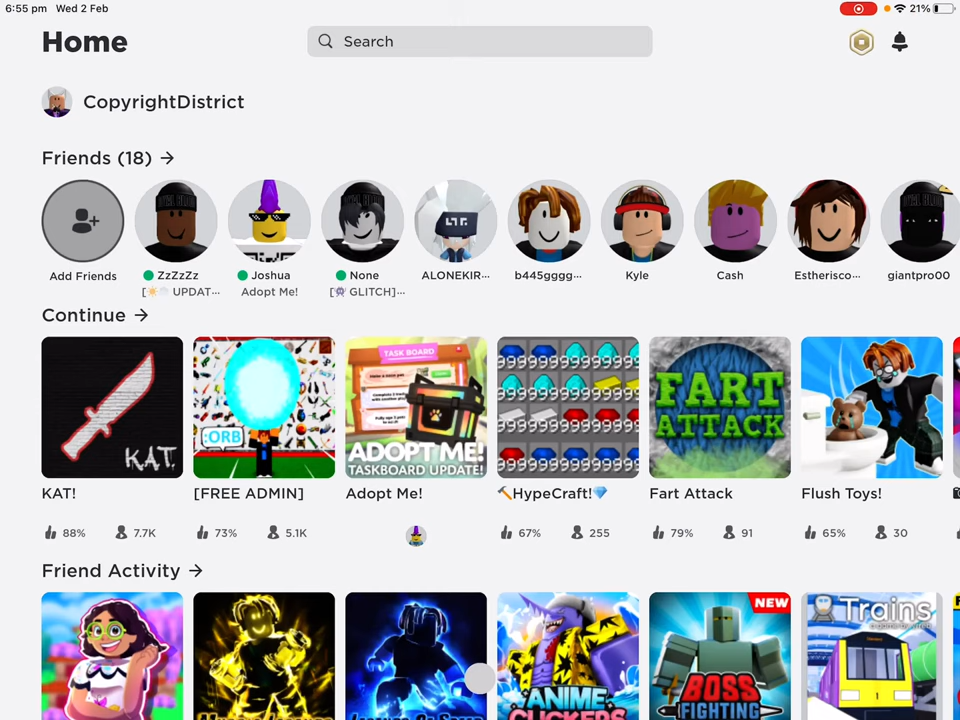 6:55 pm Wed 2 Feb
21%
Home
Search
CopyrightDistrict
Friends (18) →
Add Friends
ZzZzZz
[☀️🌧️ UPDAT...
Joshua
Adopt Me!
None
[👾 GLITCH]...
ALONEKIR...
b445gggg...
Kyle
Cash
Estherisco...
giantpro00
Continue →
KAT.
:ORB
TASK BOARD
ADOPT ME!
TASKBOARD UPDATE!
FART
ATTACK
KAT!
[FREE ADMIN]
Adopt Me!
🔨HypeCraft!💎
Fart Attack
Flush Toys!
88% 7.7K
73% 5.1K
67% 255
79% 91
65% 30
Friend Activity →
ANIME
CLICKERS
NEW
BOSS
FIGHTING
Trains